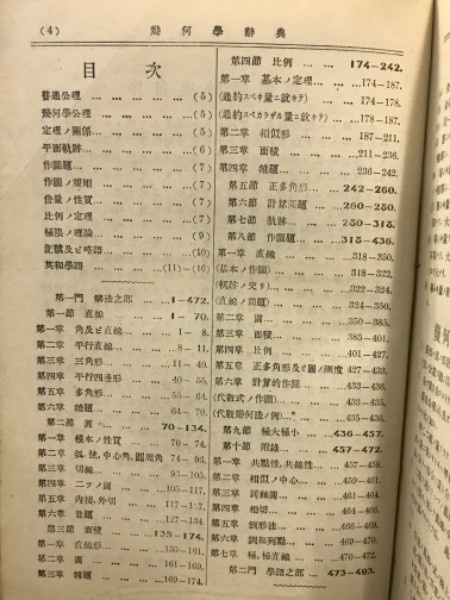 (4) 幾何學辭典
目次
普通公理 … … … … … …(5)
幾何學公理 … … … … …(5)
定理ノ關係… … … … …(5)
平面軌跡… … … … … …(6)
作圖題… … … … … … …(7)
作圖ノ規矩 … … … … …(7)
倍量ノ性質… … … … …(7)
比例ノ定理 … … … … …(7)
極限ノ理論… … … … …(9)
記號及ビ略語… … … …(10)
英和學語… … … …(11)—(16)
第一門 解法之部 … …1—472.
第一節 直線 … … … 1— 70.
第一章 角及ビ直線… … … 1— 8.
第二章 平行直線… … … 8— 11.
第三章 三角形… … … 11— 40.
第四章 平行四邊形 … 40— 55.
第五章 多角形… … … 55— 64.
第六章 雜題… … … … 64— 70.
第二節 圓 … … … 70—134.
第一章 根本ノ性質 … … 70— 74.
第二章 弧,弦,中心角,圓周角 74— 93.
第三章 切線… … … … 93—105.
第四章 二ツノ圓 … … 105—117.
第五章 內接,外切 … … 117—127.
第六章 雜題 … … … 127—134.
第三節 面積 … … 135—174.
第一章 直線形… … … 135—161.
第二章 圓 … … … … 161—169.
第三章 雜題 … … … 169—174.
第四節 比例 … … 174—242.
第一章 基本ノ定理… … …174—187.
(通約スベキ量ニ就キテ) … 174—178.
(通約スベカラザル量ニ就キテ)… 178—187.
第二章 相似形 … … … 187—211.
第三章 面積 … … … …211—236.
第四章 雜題… … … … 236—242.
第五節 正多角形… … 242—260.
第六節 計算問題 … 260—280.
第七節 軌跡… … … 280—318.
第八節 作圖題… … 318—436.
第一章 直線 … … … … 318—350.
(基本ノ作圖)… … … … 318—322.
(軌跡ノ交リ)… … … … 322—324.
(直線ノ問題)… … … … 324—350.
第二章 圓… … … … … 350—385.
第三章 面積… … … … 385—401.
第四章 比例 … … … … 401—427.
第五章 正多角形及ビ圓ノ測度 427—433.
第六章 計算的作圖… … … 433—436.
(代數式ノ作圖)… … … … 433—435.
(代數幾何法ノ例)… … … 435—436.
第九節 極大極小 … … 436—457.
第十節 附錄 … … … 457—472.
第一章 共點性,共線性… … 457—459.
第二章 相似ノ中心… … … 459—461.
第三章 同軸圓… … … … 461—464.
第四章 相切… … … … 464—466.
第五章 倒形法… … … … 466—469.
第六章 調和列點… … … 469—470.
第七章 極,極直線 … … … 470—472.
第二門 學語之部 … 473—493.